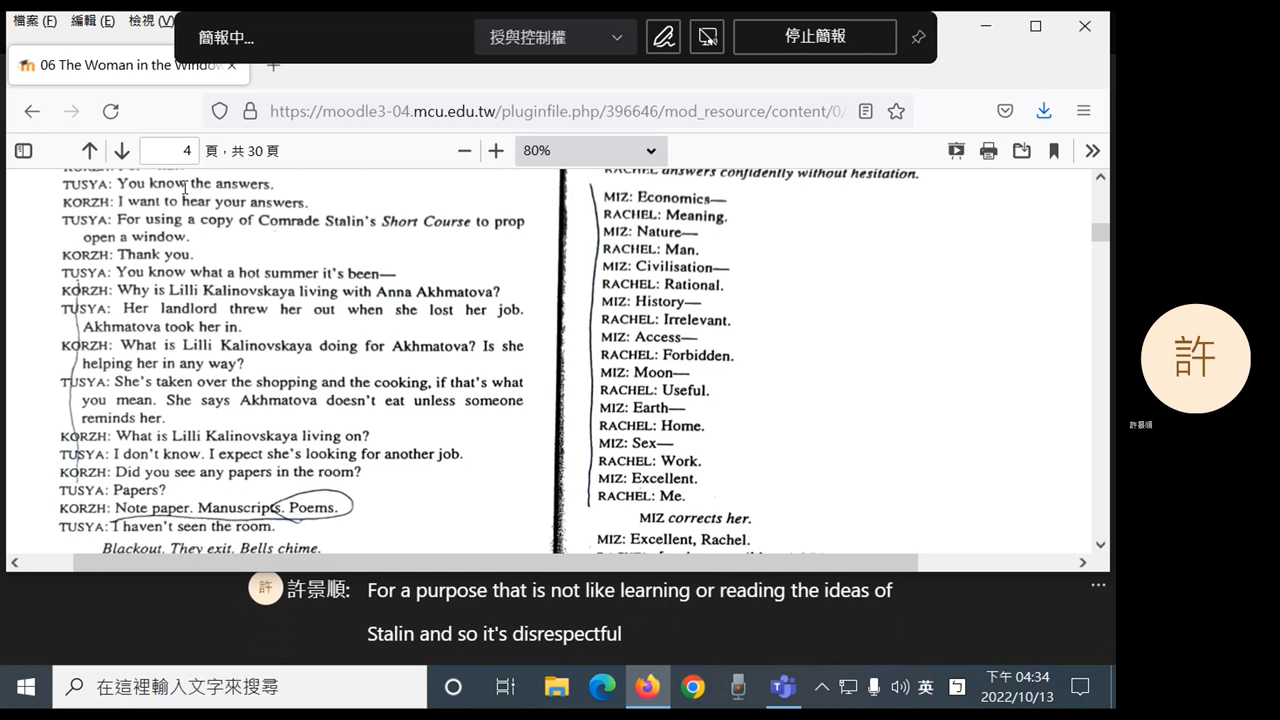 檔案 (F) 編輯 (E) 檢視 (V)
簡報中...
授與控制權
停止簡報
06 The Woman in the Window
https://moodle3-04.mcu.edu.tw/pluginfile.php/396646/mod_resource/content/0/
4 頁，共 30 頁
80%
TUSYA: You know the answers.
KORZH: I want to hear your answers.
TUSYA: For using a copy of Comrade Stalin's Short Course to prop
open a window.
KORZH: Thank you.
TUSYA: You know what a hot summer it's been—
KORZH: Why is Lilli Kalinovskaya living with Anna Akhmatova?
TUSYA: Her landlord threw her out when she lost her job.
Akhmatova took her in.
KORZH: What is Lilli Kalinovskaya doing for Akhmatova? Is she
helping her in any way?
TUSYA: She's taken over the shopping and the cooking, if that's what
you mean. She says Akhmatova doesn't eat unless someone
reminds her.
KORZH: What is Lilli Kalinovskaya living on?
TUSYA: I don't know. I expect she's looking for another job.
KORZH: Did you see any papers in the room?
TUSYA: Papers?
KORZH: Note paper. Manuscripts. Poems.
TUSYA: I haven't seen the room.
Blackout. They exit. Bells chime.
RACHEL answers confidently without hesitation.
MIZ: Economics—
RACHEL: Meaning.
MIZ: Nature—
RACHEL: Man.
MIZ: Civilisation—
RACHEL: Rational.
MIZ: History—
RACHEL: Irrelevant.
MIZ: Access—
RACHEL: Forbidden.
MIZ: Moon—
RACHEL: Useful.
MIZ: Earth—
RACHEL: Home.
MIZ: Sex—
RACHEL: Work.
MIZ: Excellent.
RACHEL: Me.
MIZ corrects her.
MIZ: Excellent, Rachel.
許
許景順
許 許景順: For a purpose that is not like learning or reading the ideas of
Stalin and so it's disrespectful
在這裡輸入文字來搜尋
英
下午 04:34
2022/10/13